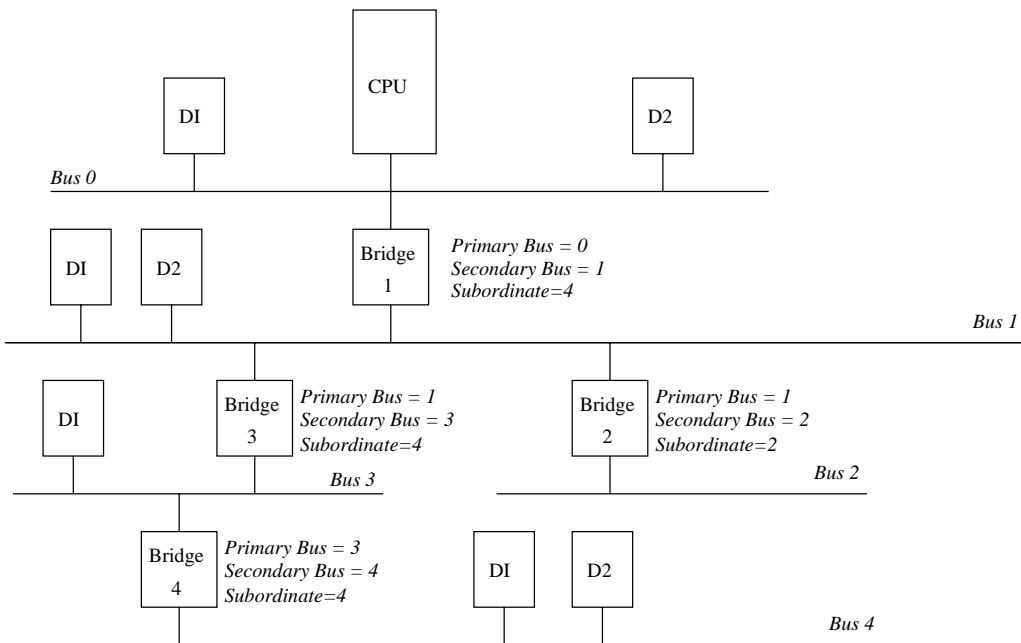 CPU
DI
D2
Bus 0
DI
D2
Bridge
1
Primary Bus = 0
Secondary Bus = 1
Subordinate=4
Bus 1
DI
Bridge
3
Primary Bus = 1
Secondary Bus = 3
Subordinate=4
Bridge
2
Primary Bus = 1
Secondary Bus = 2
Subordinate=2
Bus 3
Bus 2
Bridge
4
Primary Bus = 3
Secondary Bus = 4
Subordinate=4
DI
D2
Bus 4